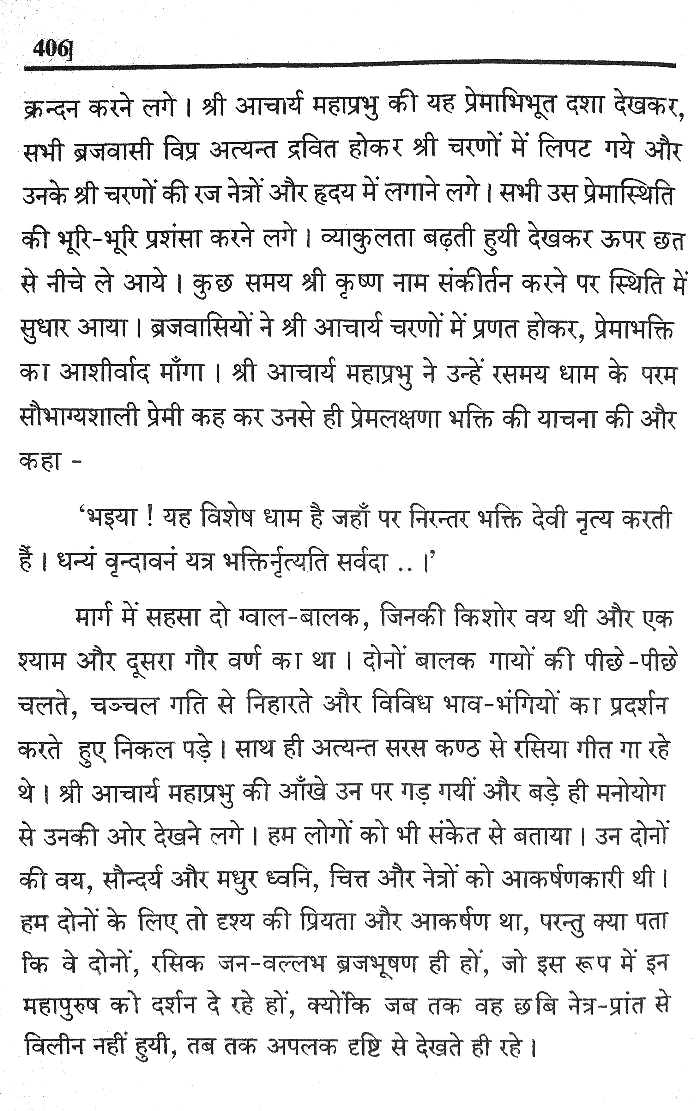 406]
क्रन्दन करने लगे । श्री आचार्य महाप्रभु की यह प्रेमाभिभूत दशा देखकर,
सभी ब्रजवासी विप्र अत्यन्त द्रवित होकर श्री चरणों में लिपट गये और
उनके श्री चरणों की रज नेत्रों और हृदय में लगाने लगे । सभी उस प्रेमास्थिति
की भूरि-भूरि प्रशंसा करने लगे । व्याकुलता बढ़ती हुयी देखकर ऊपर छत
से नीचे ले आये । कुछ समय श्री कृष्ण नाम संकीर्तन करने पर स्थिति में
सुधार आया । ब्रजवासियों ने श्री आचार्य चरणों में प्रणत होकर, प्रेमाभक्ति
का आशीर्वाद माँगा । श्री आचार्य महाप्रभु ने उन्हें रसमय धाम के परम
सौभाग्यशाली प्रेमी कह कर उनसे ही प्रेमलक्षणा भक्ति की याचना की और
कहा -
‘भइया ! यह विशेष धाम है जहाँ पर निरन्तर भक्ति देवी नृत्य करती
हैं । धन्यं वृन्दावनं यत्र भक्तिर्नृत्यति सर्वदा .. ।’
मार्ग में सहसा दो ग्वाल-बालक, जिनकी किशोर वय थी और एक
श्याम और दूसरा गौर वर्ण का था । दोनों बालक गायों की पीछे-पीछे
चलते, चञ्चल गति से निहारते और विविध भाव-भंगियों का प्रदर्शन
करते हुए निकल पड़े । साथ ही अत्यन्त सरस कण्ठ से रसिया गीत गा रहे
थे । श्री आचार्य महाप्रभु की आँखे उन पर गड़ गयीं और बड़े ही मनोयोग
से उनकी ओर देखने लगे । हम लोगों को भी संकेत से बताया । उन दोनों
की वय, सौन्दर्य और मधुर ध्वनि, चित्त और नेत्रों को आकर्षणकारी थी ।
हम दोनों के लिए तो दृश्य की प्रियता और आकर्षण था, परन्तु क्या पता
कि वे दोनों, रसिक जन-वल्लभ ब्रजभूषण ही हों, जो इस रूप में इन
महापुरुष को दर्शन दे रहे हों, क्योंकि जब तक वह छबि नेत्र-प्रांत से
विलीन नहीं हुयी, तब तक अपलक दृष्टि से देखते ही रहे ।